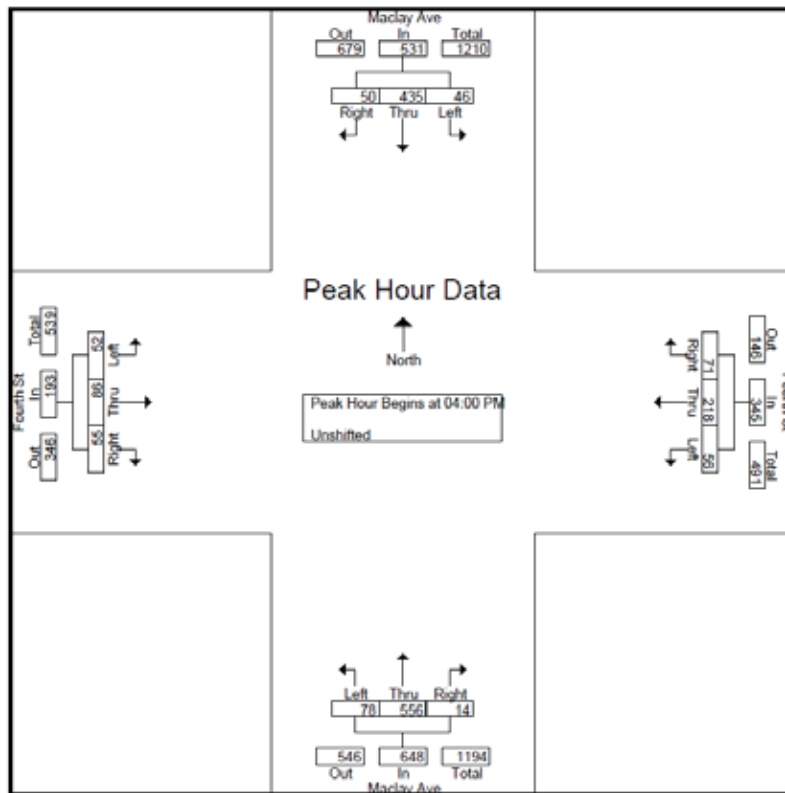 Maclay Ave
Out In Total
679 531 1210
50 435 46
Right Thru Left
Peak Hour Data
North
Peak Hour Begins at 04:00 PM
Unshifted
Fourth St
Total In Out
539 193 346
52 86 55
Left Thru Right
Right Thru Left
71 218 56
146 345 491
Out In Total
Left Thru Right
78 556 14
546 648 1194
Out In Total
Maclay Ave